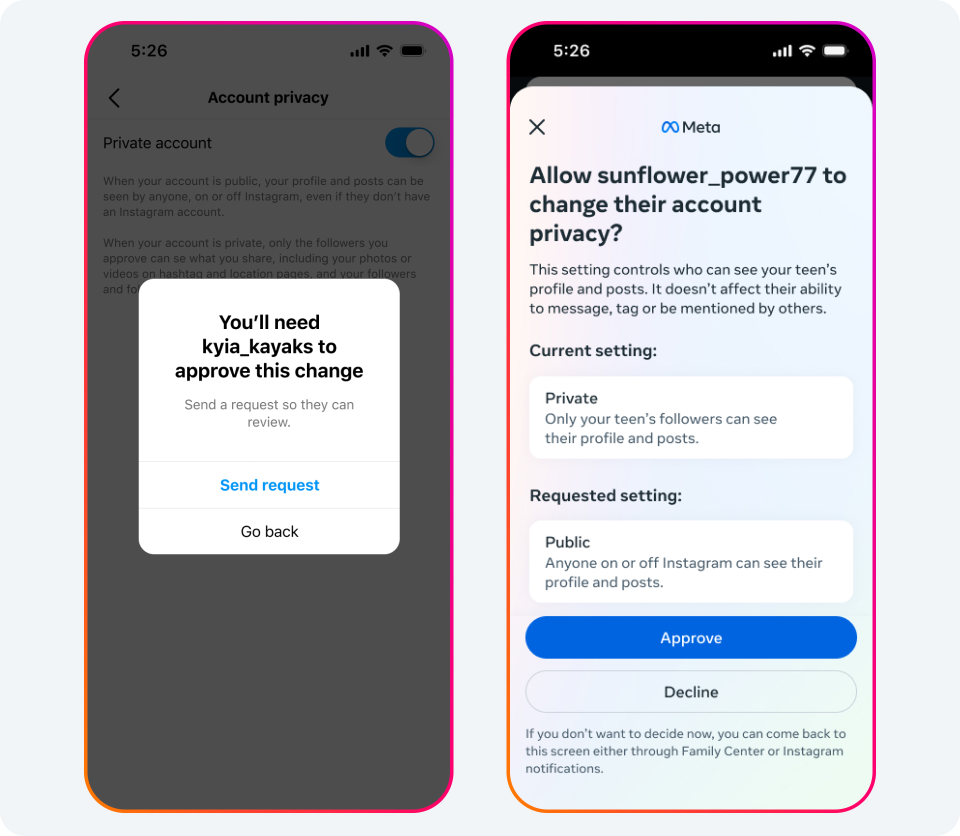 5:26
Account privacy
Private account
When your account is public, your profile and posts can be
seen by anyone, on or off Instagram, even if they don't have
an Instagram account.
When your account is private, only the followers you
approve can se what you share, including your photos or
videos on hashtag and location pages, and your followers
and
You'll need
kyia_kayaks to
approve this change
Send a request so they can
review.
Send request
Go back
5:26
Meta
Allow sunflower_power77 to
change their account
privacy?
This setting controls who can see your teen's
profile and posts. It doesn't affect their ability
to message, tag or be mentioned by others.
Current setting:
Private
Only your teen's followers can see
their profile and posts.
Requested setting:
Public
Anyone on or off Instagram can see their
profile and posts.
Approve
Decline
If you don't want to decide now, you can come back to
this screen either through Family Center or Instagram
notifications.